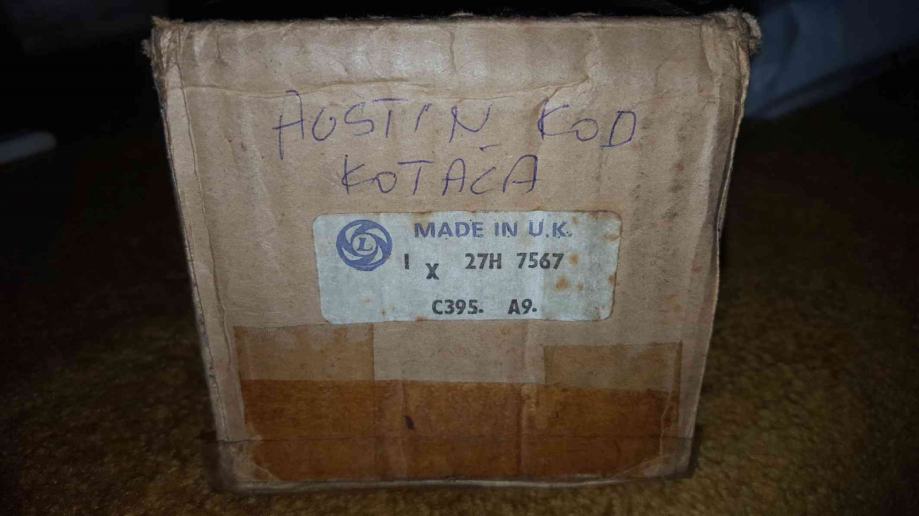 AUSTIN KOD
KOTAČA
L
MADE IN U.K.
1 X 27H 7567
C395. A9.